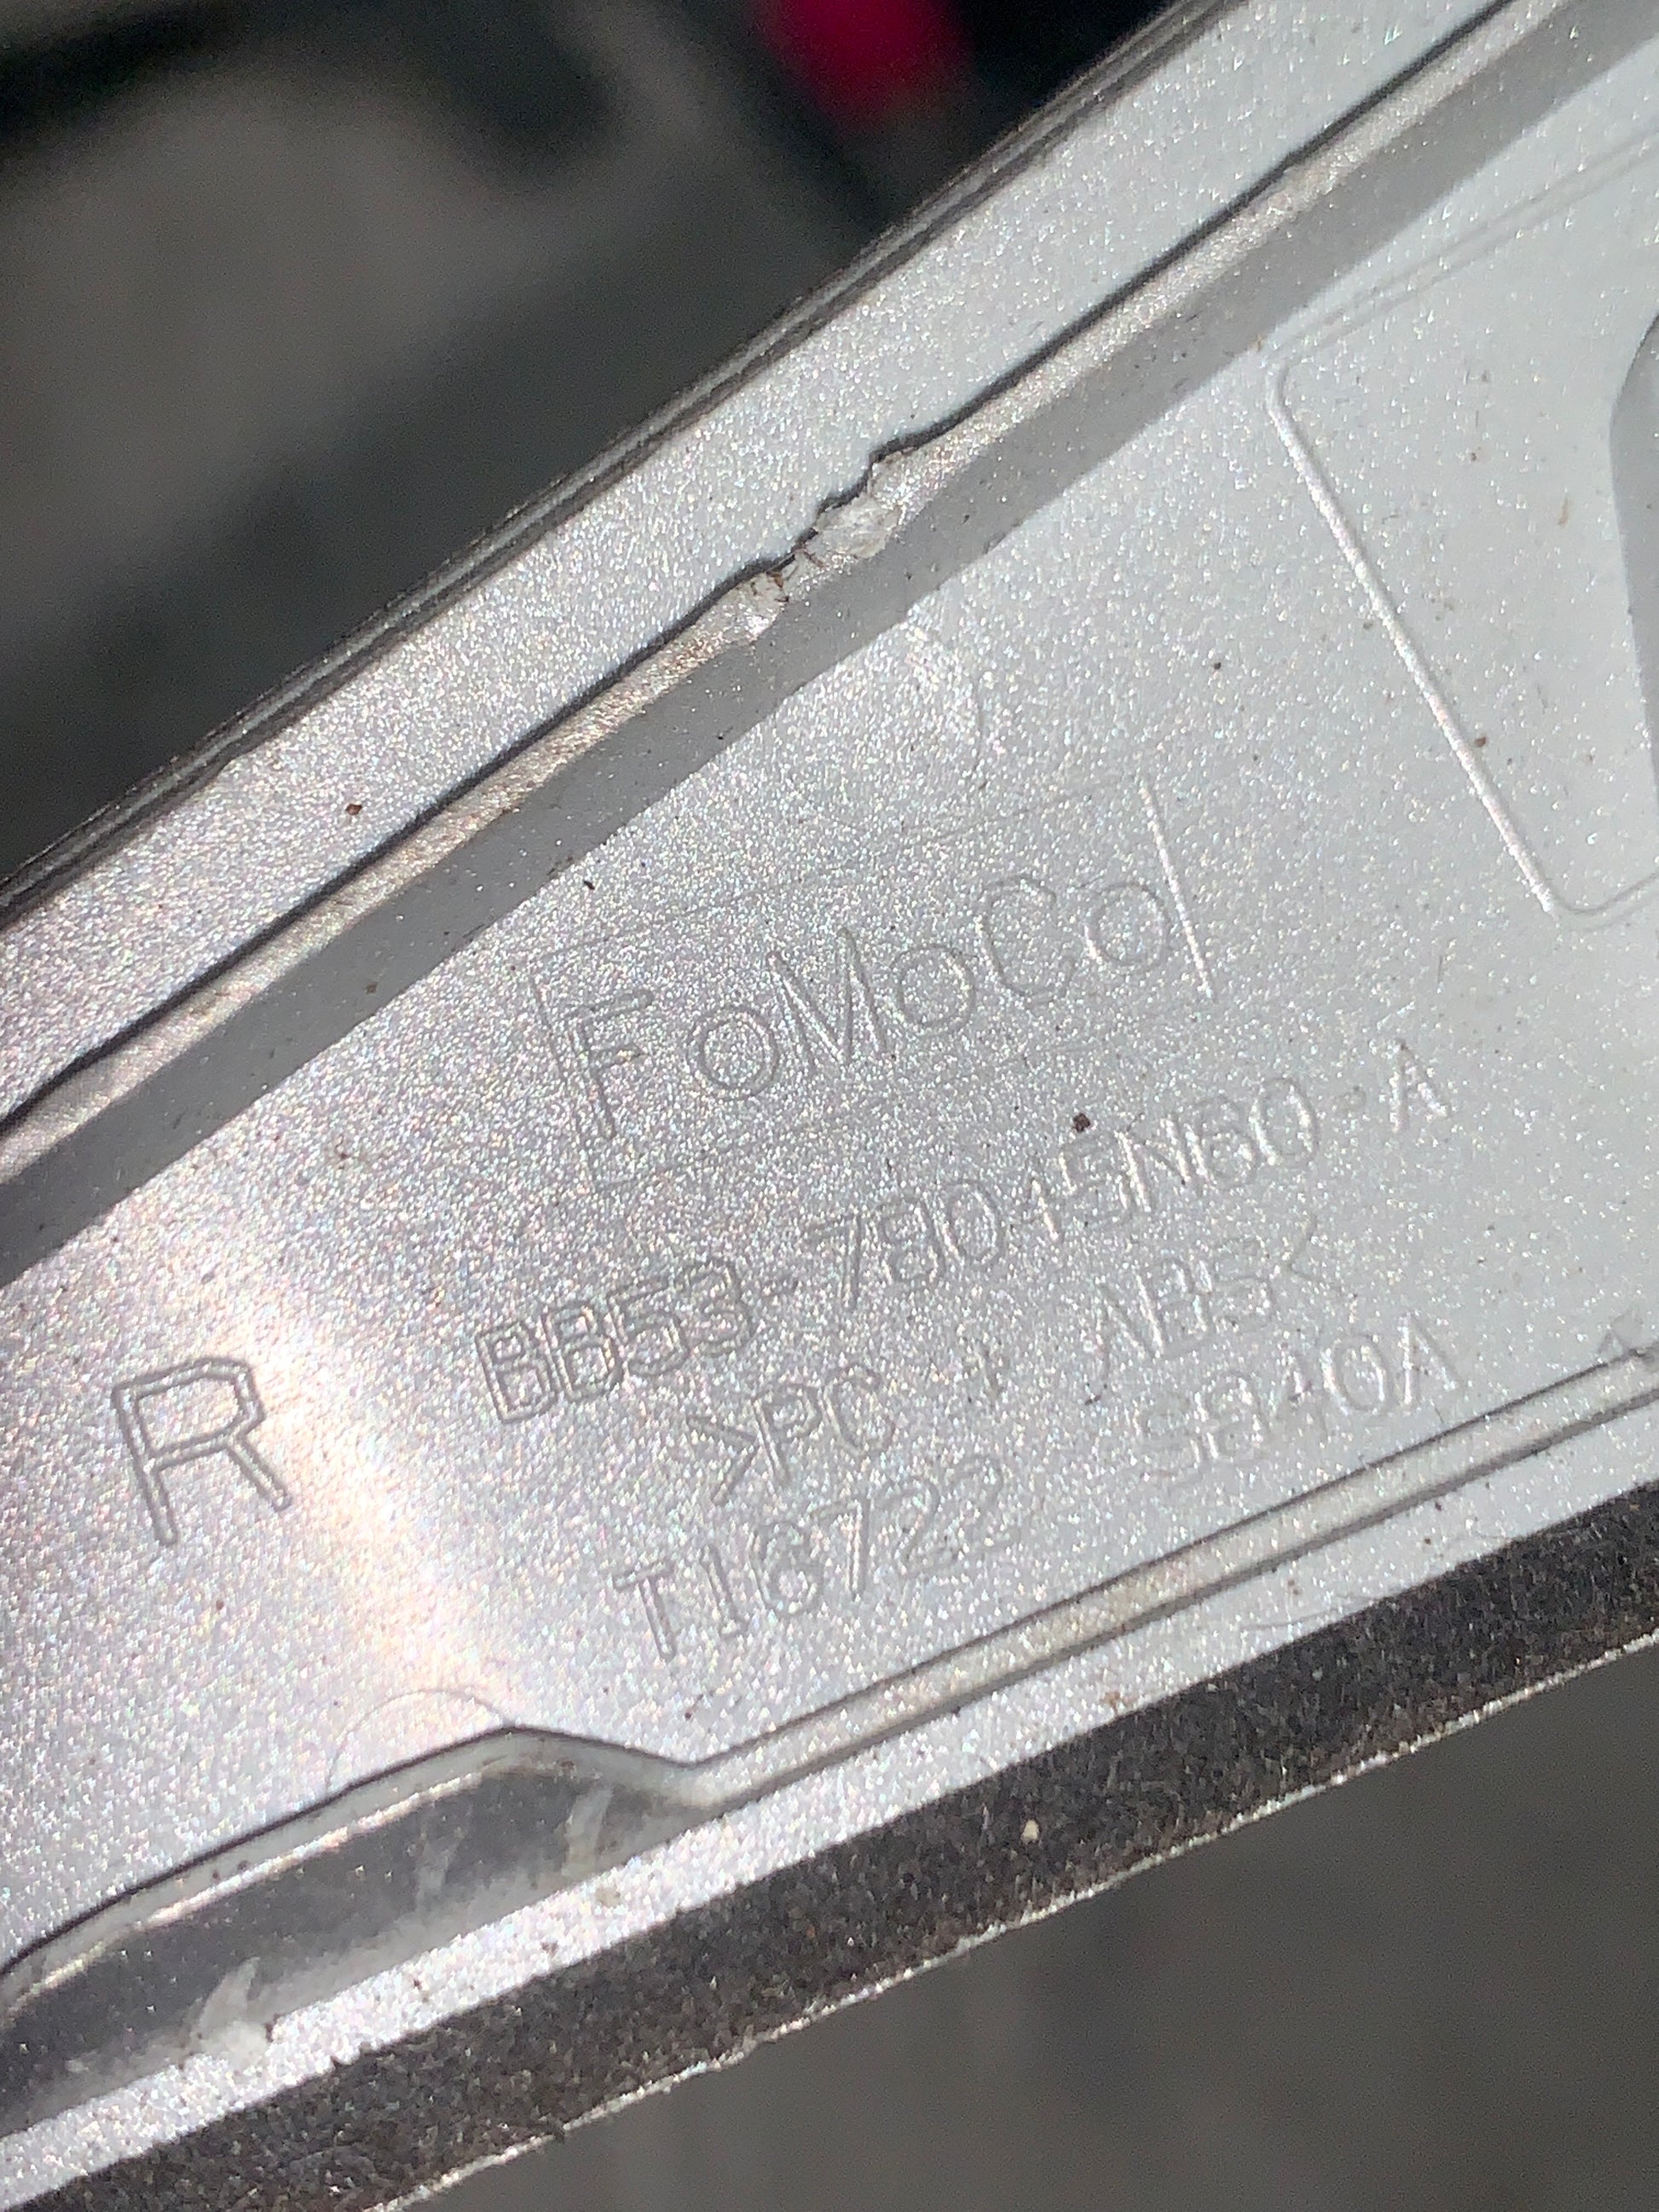 FoMoCo
R
BB53-78045N60-A
>PC + ABS<
T16722 SB40A